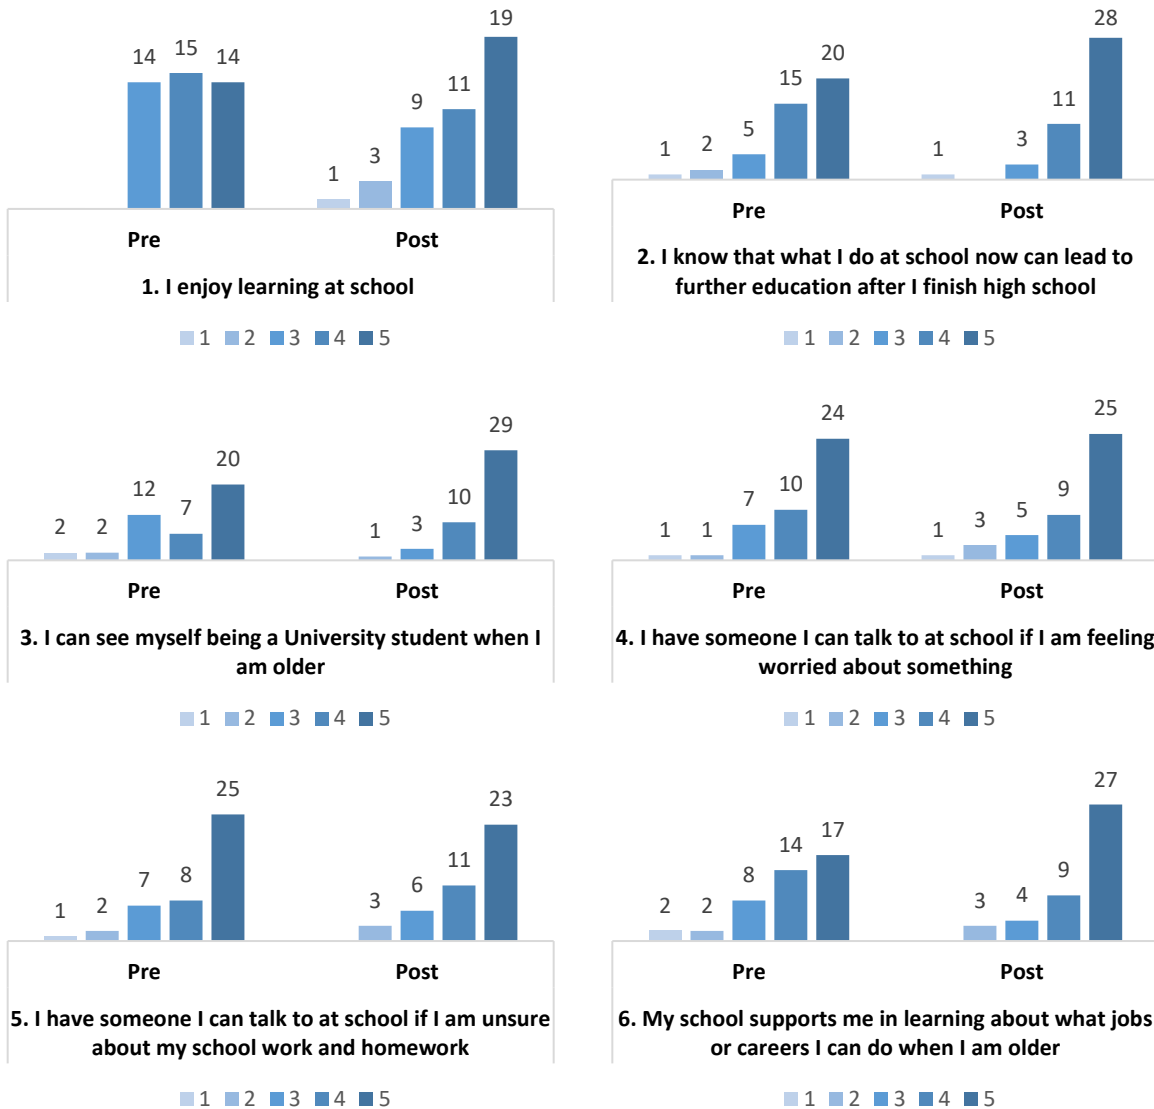 14 15 14 1 3 9 11 19
Pre Post
1. I enjoy learning at school
1 2 3 4 5
1 2 5 15 20 1 3 11 28
Pre Post
2. I know that what I do at school now can lead to
further education after I finish high school
1 2 3 4 5
2 2 12 7 20 1 3 10 29
Pre Post
3. I can see myself being a University student when I
am older
1 2 3 4 5
1 1 7 10 24 1 3 5 9 25
Pre Post
4. I have someone I can talk to at school if I am feeling
worried about something
1 2 3 4 5
1 2 7 8 25 3 6 11 23
Pre Post
5. I have someone I can talk to at school if I am unsure
about my school work and homework
1 2 3 4 5
2 2 8 14 17 3 4 9 27
Pre Post
6. My school supports me in learning about what jobs
or careers I can do when I am older
1 2 3 4 5